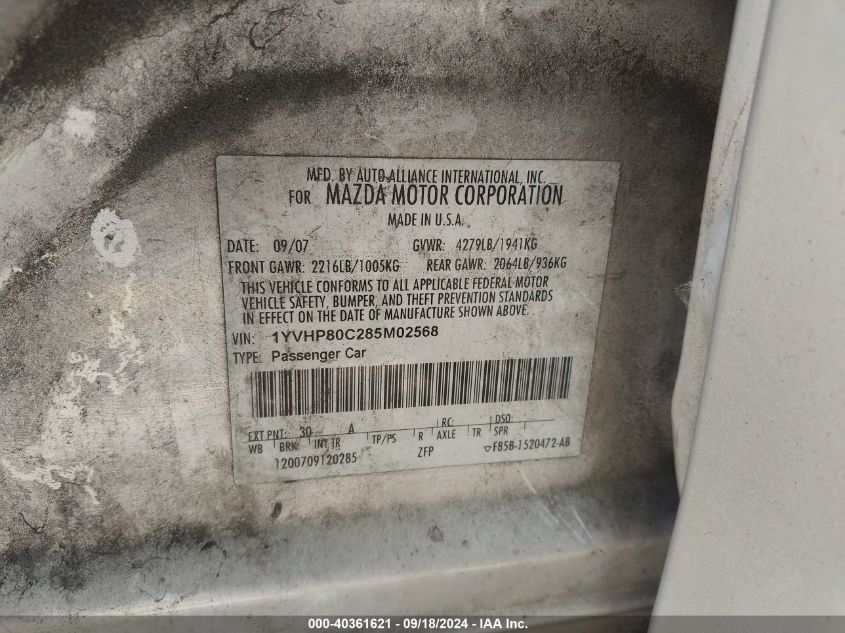 MFD. BY AUTO ALLIANCE INTERNATIONAL, INC.
FOR MAZDA MOTOR CORPORATION
MADE IN U.S.A.
DATE: 09/07 GVWR: 4279LB/1941KG
FRONT GAWR: 2216LB/1005KG REAR GAWR: 2064LB/936KG
THIS VEHICLE CONFORMS TO ALL APPLICABLE FEDERAL MOTOR
VEHICLE SAFETY, BUMPER, AND THEFT PREVENTION STANDARDS
IN EFFECT ON THE DATE OF MANUFACTURE SHOWN ABOVE.
VIN: 1YVHP80C285M02568
TYPE: Passenger Car
EXT PNT: 30 A RC: DSO:
WB BRK INT TR TP/PS R AXLE TR SPR
1200709120285 ZFP F85B-1520472-AB
000-40361621 - 09/18/2024 - IAA Inc.